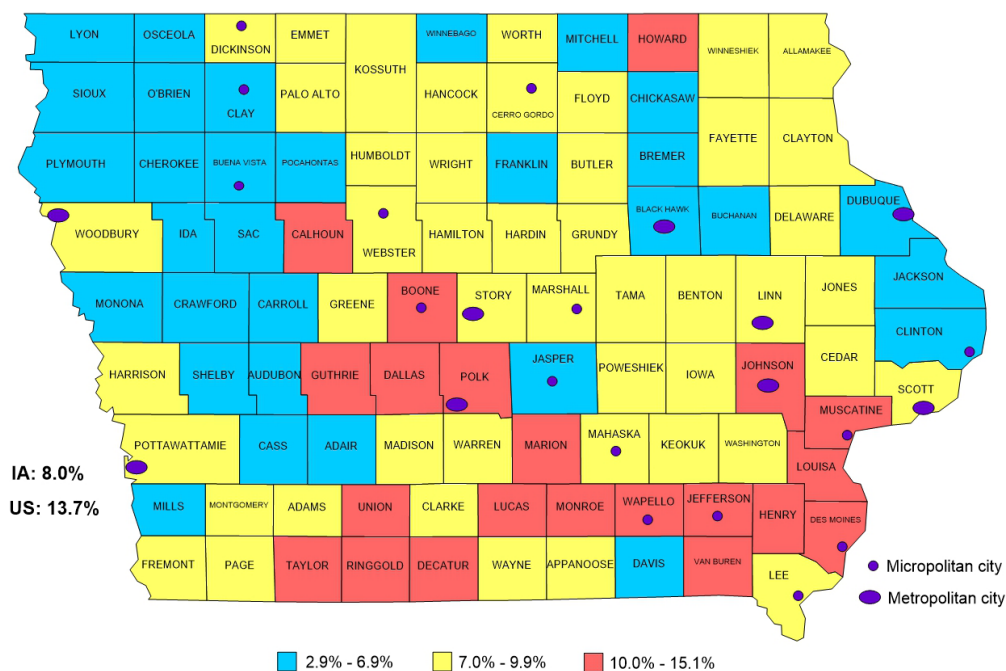 LYON OSCEOLA DICKINSON EMMET WINNEBAGO WORTH MITCHELL HOWARD WINNESHIEK ALLAMAKEE
KOSSUTH
SIOUX O'BRIEN CLAY PALO ALTO HANCOCK CERRO GORDO FLOYD CHICKASAW
FAYETTE CLAYTON
PLYMOUTH CHEROKEE BUENA VISTA POCAHONTAS HUMBOLDT WRIGHT FRANKLIN BUTLER BREMER
WOODBURY IDA SAC CALHOUN WEBSTER HAMILTON HARDIN GRUNDY BLACK HAWK BUCHANAN DELAWARE DUBUQUE
MONONA CRAWFORD CARROLL GREENE BOONE STORY MARSHALL TAMA BENTON LINN JONES JACKSON
CLINTON
HARRISON SHELBY AUDUBON GUTHRIE DALLAS POLK JASPER POWESHIEK IOWA JOHNSON CEDAR
SCOTT
MUSCATINE
POTTAWATTAMIE CASS ADAIR MADISON WARREN MARION MAHASKA KEOKUK WASHINGTON
LOUISA
IA: 8.0%
US: 13.7%
MILLS MONTGOMERY ADAMS UNION CLARKE LUCAS MONROE WAPELLO JEFFERSON HENRY DES MOINES
FREMONT PAGE TAYLOR RINGGOLD DECATUR WAYNE APPANOOSE DAVIS VAN BUREN LEE
Micropolitan city
Metropolitan city
2.9% - 6.9% 7.0% - 9.9% 10.0% - 15.1%